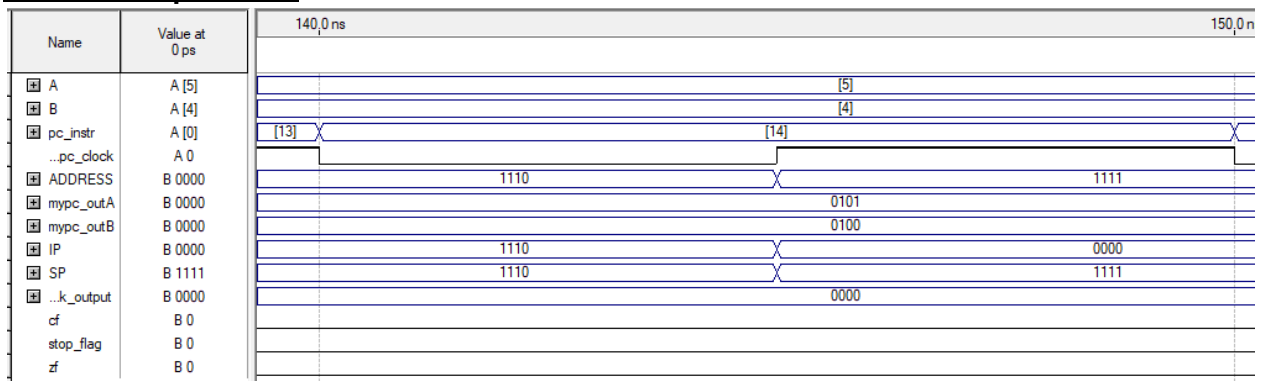 Name Value at 0 ps 140.0 ns 150.0 n
A A [5] [5]
B A [4] [4]
pc_instr A [0] [13] [14]
...pc_clock A 0
ADDRESS B 0000 1110 1111
mypc_outA B 0000 0101
mypc_outB B 0000 0100
IP B 0000 1110 0000
SP B 1111 1110 1111
...k_output B 0000 0000
cf B 0
stop_flag B 0
zf B 0